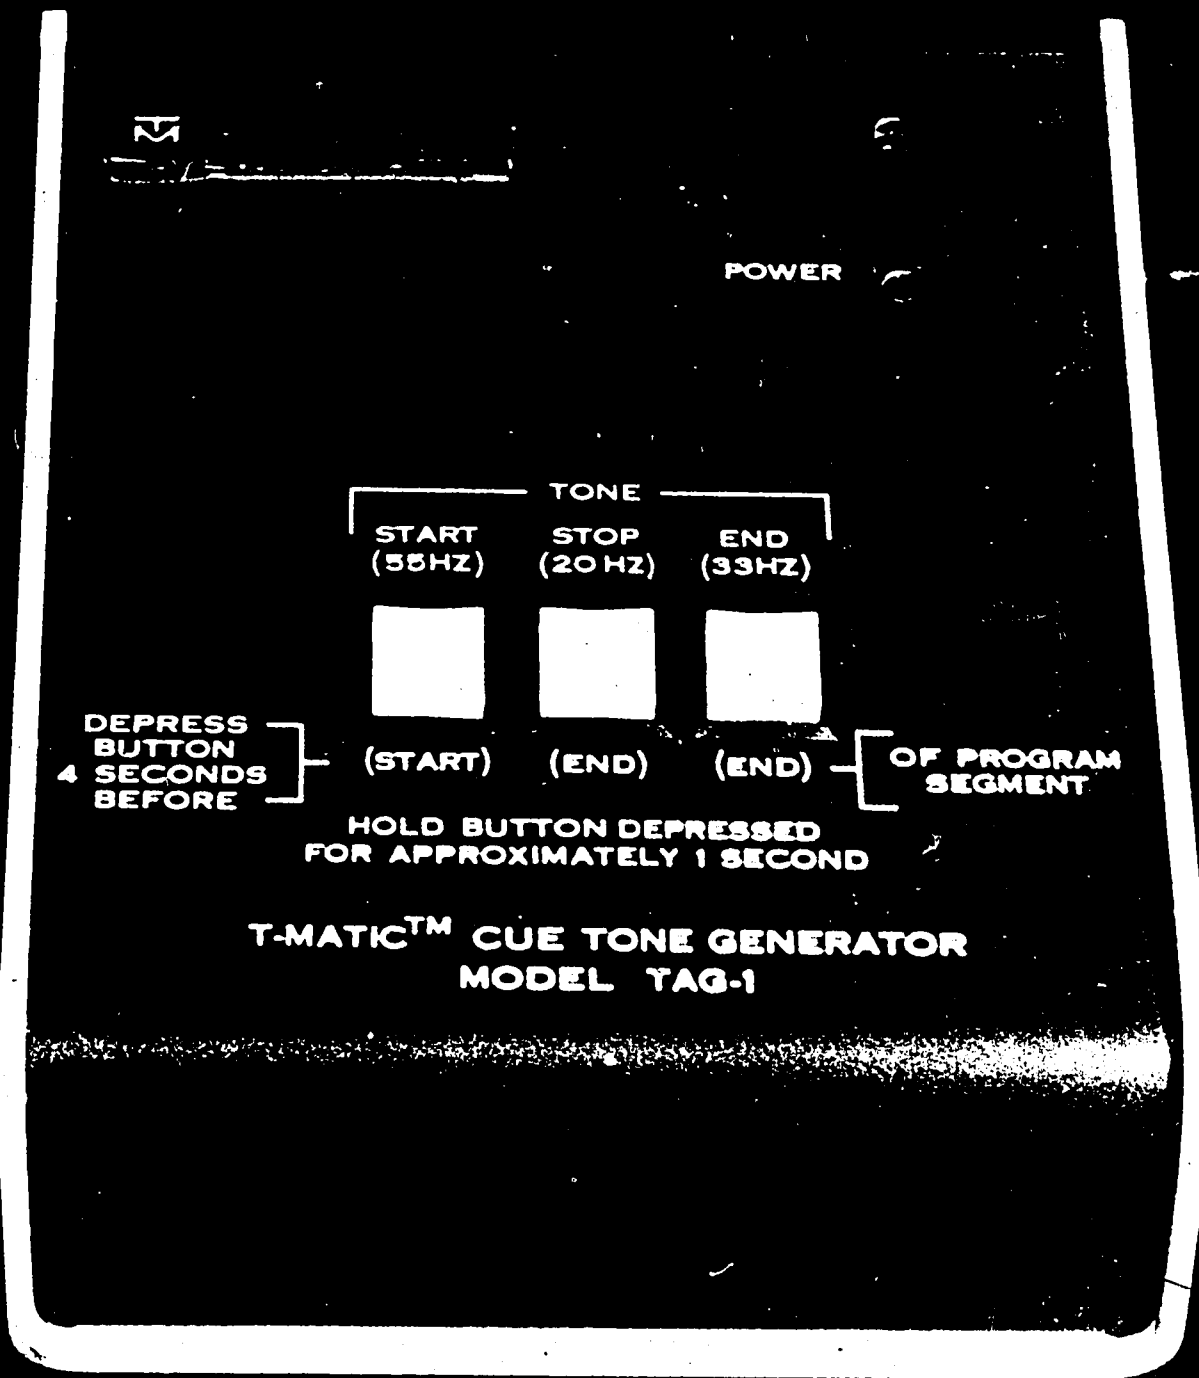 TM
POWER
TONE
START STOP END
(55HZ) (20 HZ) (33HZ)
DEPRESS
BUTTON
4 SECONDS
BEFORE
(START) (END) (END)
OF PROGRAM
SEGMENT
HOLD BUTTON DEPRESSED
FOR APPROXIMATELY 1 SECOND
T-MATIC™ CUE TONE GENERATOR
MODEL TAG-1